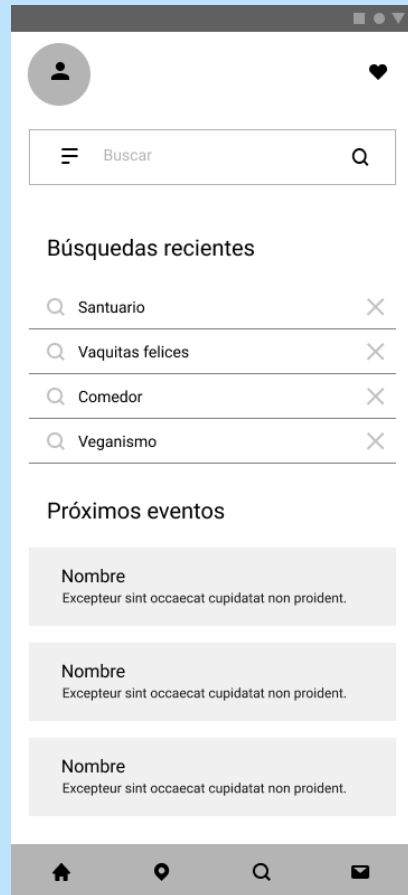 Buscar
Búsquedas recientes
Santuario
Vaquitas felices
Comedor
Veganismo
Próximos eventos
Nombre
Excepteur sint occaecat cupidatat non proident.
Nombre
Excepteur sint occaecat cupidatat non proident.
Nombre
Excepteur sint occaecat cupidatat non proident.